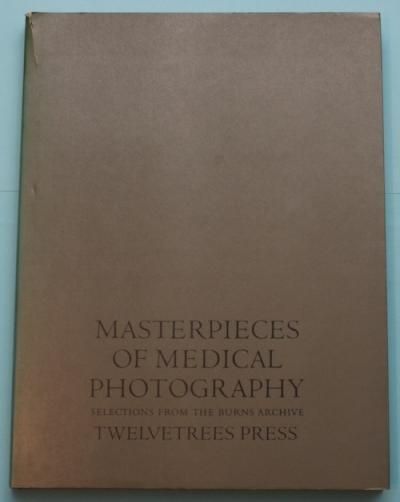 MASTERPIECES
OF MEDICAL
PHOTOGRAPHY
SELECTIONS FROM THE BURNS ARCHIVE
TWELVETREES PRESS